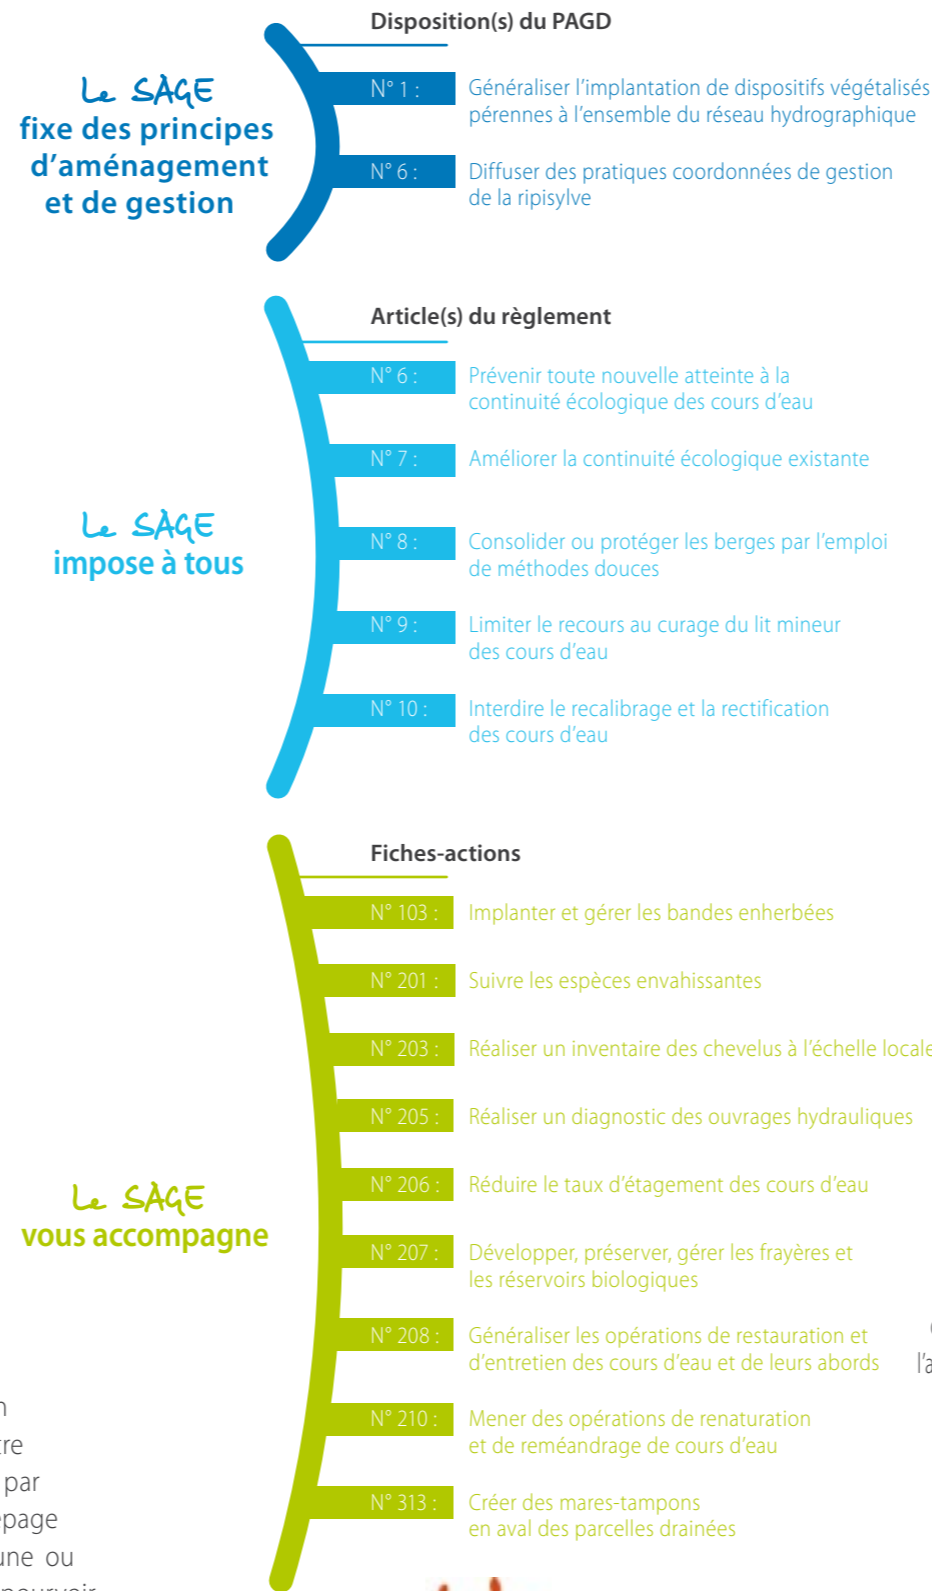 Le SAGE
fixe des principes
d'aménagement
et de gestion
Disposition(s) du PAGD
N° 1 :
Généraliser l'implantation de dispositifs végétalisés
pérennes à l'ensemble du réseau hydrographique
N° 6 :
Diffuser des pratiques coordonnées de gestion
de la ripisylve
Le SAGE
impose à tous
Article(s) du règlement
N° 6 :
Prévenir toute nouvelle atteinte à la
continuité écologique des cours d'eau
N° 7 :
Améliorer la continuité écologique existante
N° 8 :
Consolider ou protéger les berges par l'emploi
de méthodes douces
N° 9 :
Limiter le recours au curage du lit mineur
des cours d'eau
N° 10 :
Interdire le recalibrage et la rectification
des cours d'eau
Le SAGE
vous accompagne
Fiches-actions
N° 103 :
Implanter et gérer les bandes enherbées
N° 201 :
Suivre les espèces envahissantes
N° 203 :
Réaliser un inventaire des chevelus à l'échelle locale
N° 205 :
Réaliser un diagnostic des ouvrages hydrauliques
N° 206 :
Réduire le taux d'étagement des cours d'eau
N° 207 :
Développer, préserver, gérer les frayères et
les réservoirs biologiques
N° 208 :
Généraliser les opérations de restauration et
d'entretien des cours d'eau et de leurs abords
N° 210 :
Mener des opérations de renaturation
et de reméandrage de cours d'eau
N° 313 :
Créer des mares-tampons
en aval des parcelles drainées
par
une ou